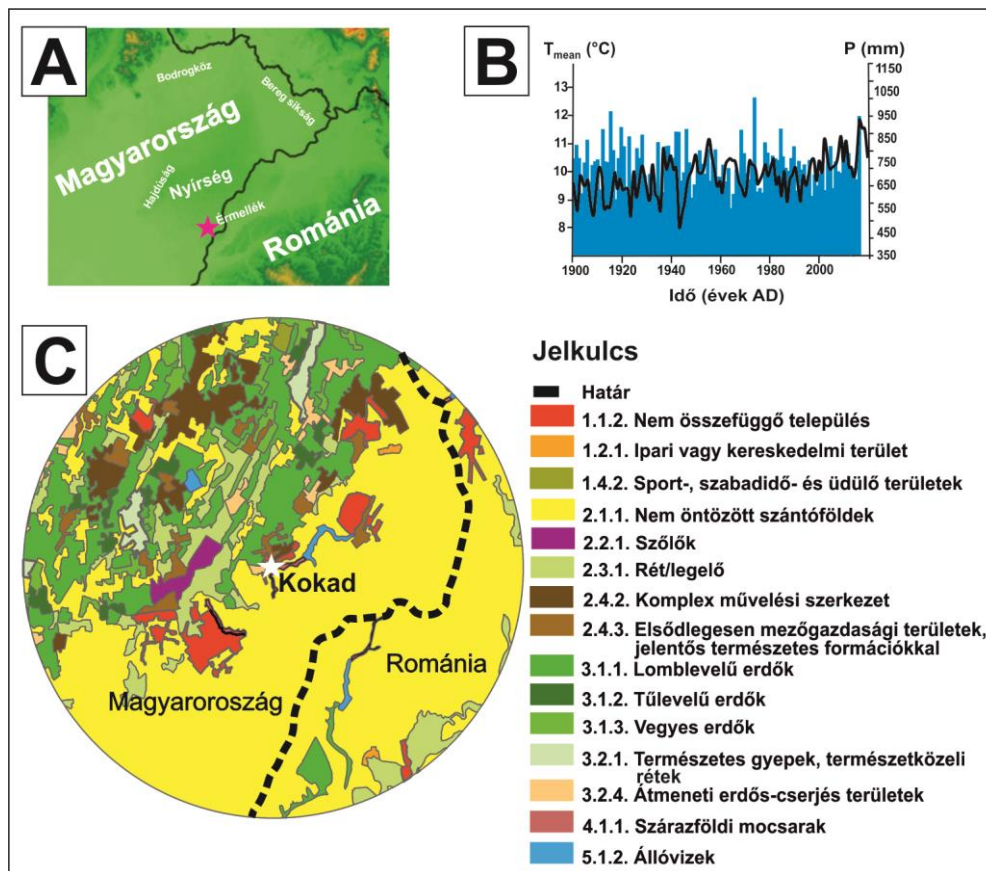 A
Bodrogköz
Bereg síkság
Magyarország
Hajdúság
Nyírség
Érmellék
Románia
B
T mean (°C)
P (mm)
13
12
11
10
9
8
1150
1050
950
850
750
650
550
450
350
1900
1920
1940
1960
1980
2000
Idő (évek AD)
C
Kokad
Románia
Magyaroroszág
Jelkulcs
Határ
1.1.2. Nem összefüggő település
1.2.1. Ipari vagy kereskedelmi terület
1.4.2. Sport-, szabadidő- és üdülő területek
2.1.1. Nem öntözött szántóföldek
2.2.1. Szőlők
2.3.1. Rét/legelő
2.4.2. Komplex művelési szerkezet
2.4.3. Elsődlegesen mezőgazdasági területek,
jelentős természetes formációkkal
3.1.1. Lomblevelű erdők
3.1.2. Tűlevelű erdők
3.1.3. Vegyes erdők
3.2.1. Természetes gyepek, természetközeli
rétek
3.2.4. Átmeneti erdős-cserjés területek
4.1.1. Szárazföldi mocsarak
5.1.2. Állóvizek